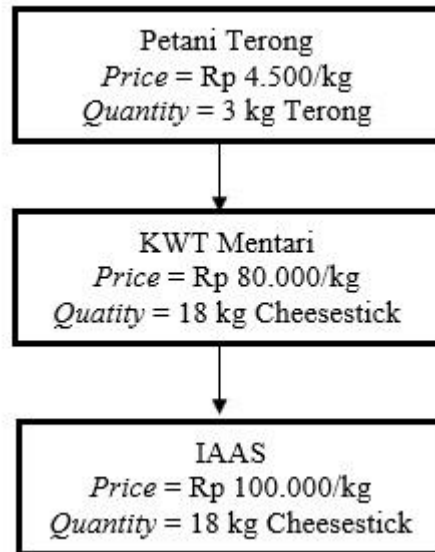 Petani Terong
Price = Rp 4.500/kg
Quantity = 3 kg Terong
KWT Mentari
Price = Rp 80.000/kg
Quatity = 18 kg Cheesestick
IAAS
Price = Rp 100.000/kg
Quantity = 18 kg Cheesestick